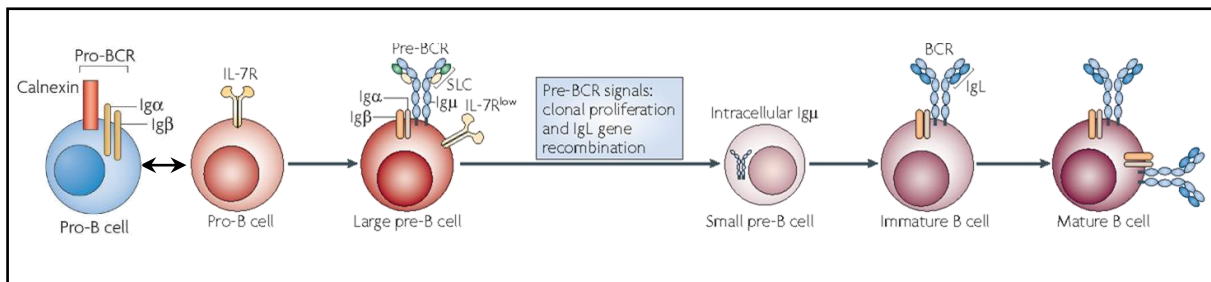 Pro-BCR
Calnexin
Igα
Igβ
Pro-B cell
IL-7R
Pro-B cell
Pre-BCR
SLC
Igα
Igμ
Igβ
IL-7Rlow
Large pre-B cell
Pre-BCR signals:
clonal proliferation
and IgL gene
recombination
Intracellular Igμ
Small pre-B cell
BCR
IgL
Immature B cell
Mature B cell